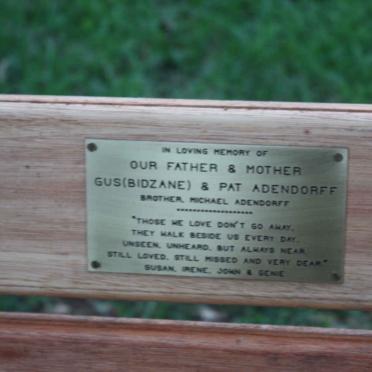 IN LOVING MEMORY OF
OUR FATHER & MOTHER
GUS(BIDZANE) & PAT ADENDORFF
BROTHER, MICHAEL ADENDORFF
********************
"THOSE WE LOVE DON'T GO AWAY,
THEY WALK BESIDE US EVERY DAY,
UNSEEN, UNHEARD, BUT ALWAYS NEAR,
STILL LOVED, STILL MISSED AND VERY DEAR"
SUSAN, IRENE, JOHN & GENIE